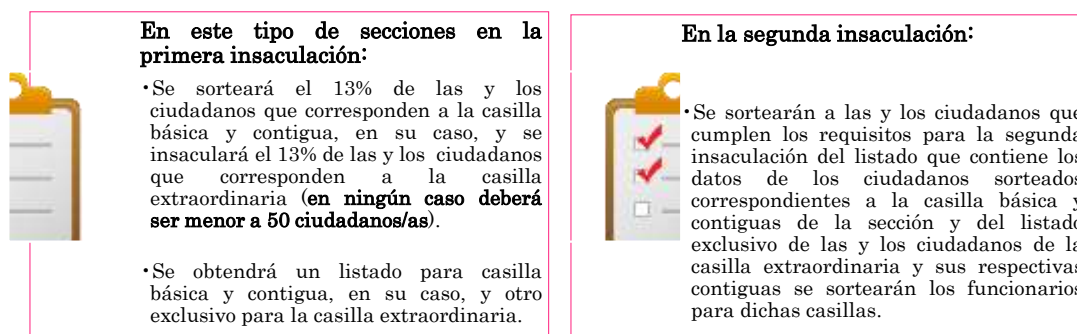 En este tipo de secciones en la
primera insaculación:
•Se sorteará el 13% de las y los
ciudadanos que corresponden a la casilla
básica y contigua, en su caso, y se
insaculará el 13% de las y los ciudadanos
que corresponden a la casilla
extraordinaria (en ningún caso deberá
ser menor a 50 ciudadanos/as).
•Se obtendrá un listado para casilla
básica y contigua, en su caso, y otro
exclusivo para la casilla extraordinaria.
En la segunda insaculación:
•Se sortearán a las y los ciudadanos que
cumplen los requisitos para la segunda
insaculación del listado que contiene los
datos de los ciudadanos sorteados
correspondientes a la casilla básica y
contiguas de la sección y del listado
exclusivo de las y los ciudadanos de la
casilla extraordinaria y sus respectivas
contiguas se sortearán los funcionarios
para dichas casillas.